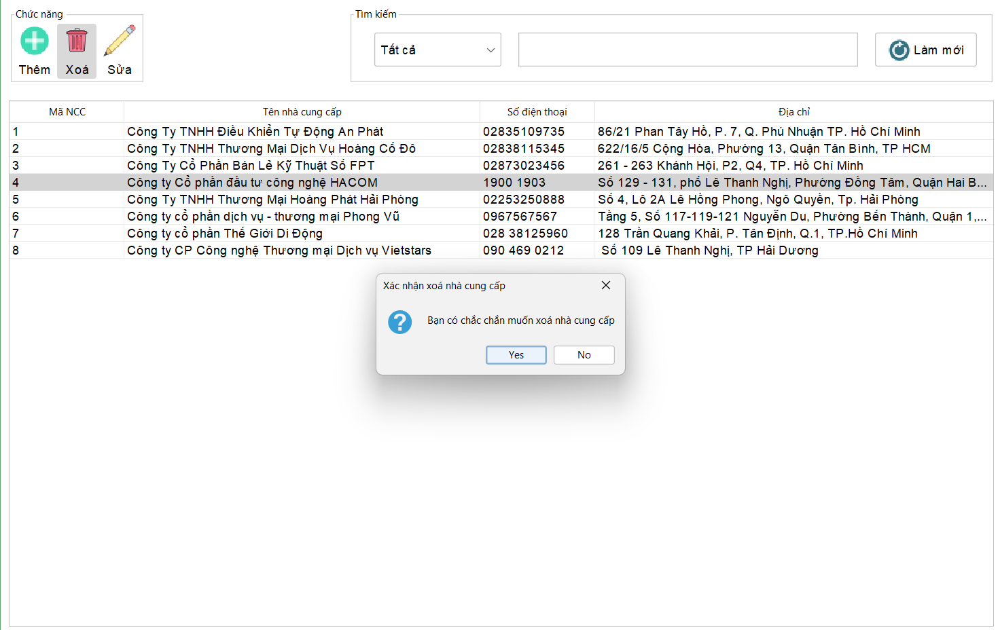 Chức năng
Tìm kiếm
Thêm
Xoá
Sửa
Tất cả
Làm mới
Mã NCC Tên nhà cung cấp Số điện thoại Địa chỉ
1 Công Ty TNHH Điều Khiển Tự Động An Phát 02835109735 86/21 Phan Tây Hồ, P. 7, Q. Phú Nhuận TP. Hồ Chí Minh
2 Công Ty TNHH Thương Mại Dịch Vụ Hoàng Cố Đô 02838115345 622/16/5 Cộng Hòa, Phường 13, Quận Tân Bình, TP HCM
3 Công Ty Cổ Phần Bán Lẻ Kỹ Thuật Số FPT 02873023456 261 - 263 Khánh Hội, P2, Q4, TP. Hồ Chí Minh
4 Công ty Cổ phần đầu tư công nghệ HACOM 1900 1903 Số 129 - 131, phố Lê Thanh Nghị, Phường Đồng Tâm, Quận Hai B...
5 Công Ty TNHH Thương Mại Hoàng Phát Hải Phòng 02253250888 Số 4, Lô 2A Lê Hồng Phong, Ngô Quyền, Tp. Hải Phòng
6 Công ty cổ phần dịch vụ - thương mại Phong Vũ 0967567567 Tầng 5, Số 117-119-121 Nguyễn Du, Phường Bến Thành, Quận 1,...
7 Công ty cổ phần Thế Giới Di Động 028 38125960 128 Trần Quang Khải, P. Tân Định, Q.1, TP.Hồ Chí Minh
8 Công ty CP Công nghệ Thương mại Dịch vụ Vietstars 090 469 0212 Số 109 Lê Thanh Nghị, TP Hải Dương
Xác nhận xoá nhà cung cấp
Bạn có chắc chắn muốn xoá nhà cung cấp
Yes
No